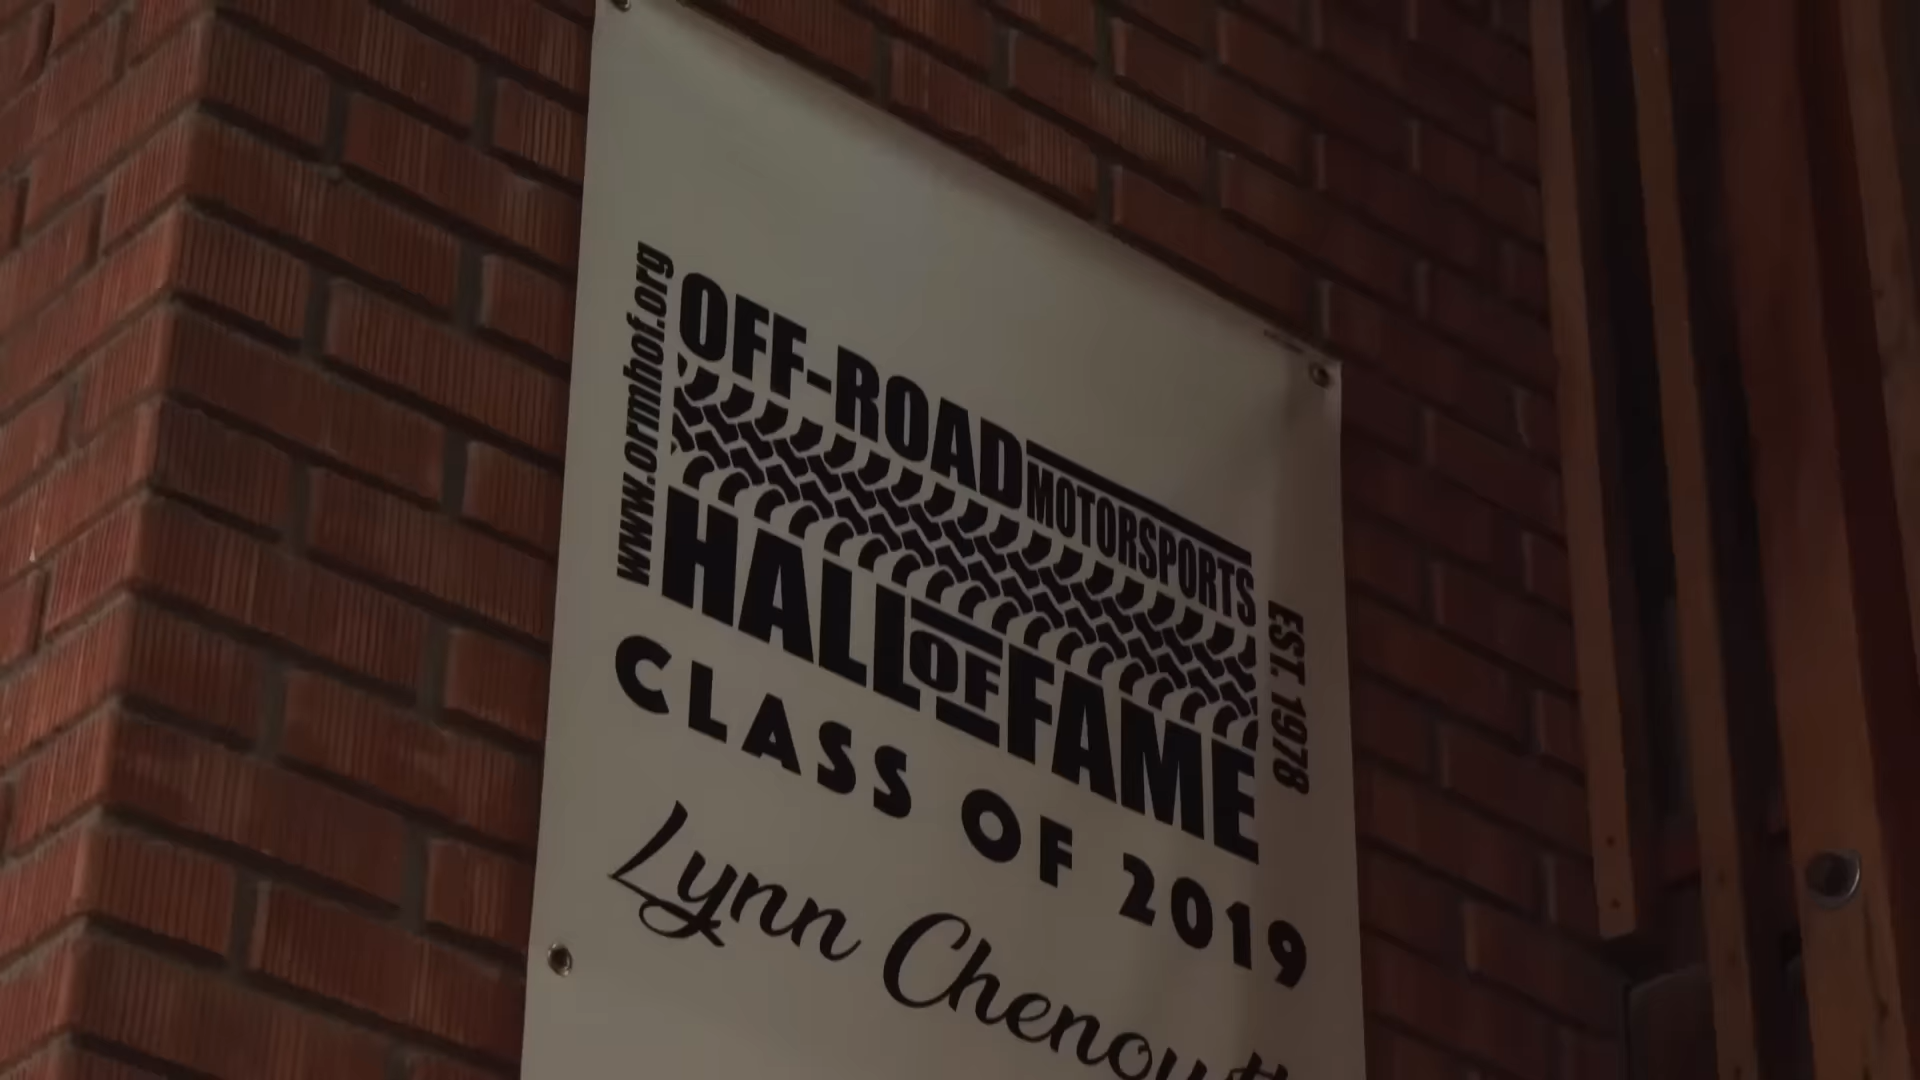 www.ormhof.org
OFF-ROAD MOTORSPORTS
HALL OF FAME
EST. 1978
CLASS OF 2019
Lynn